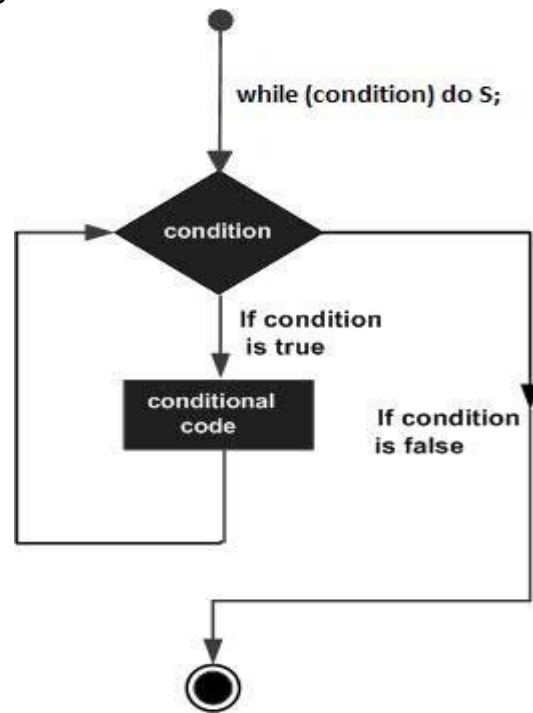 while (condition) do S;
condition
If condition
is true
conditional
code
If condition
is false